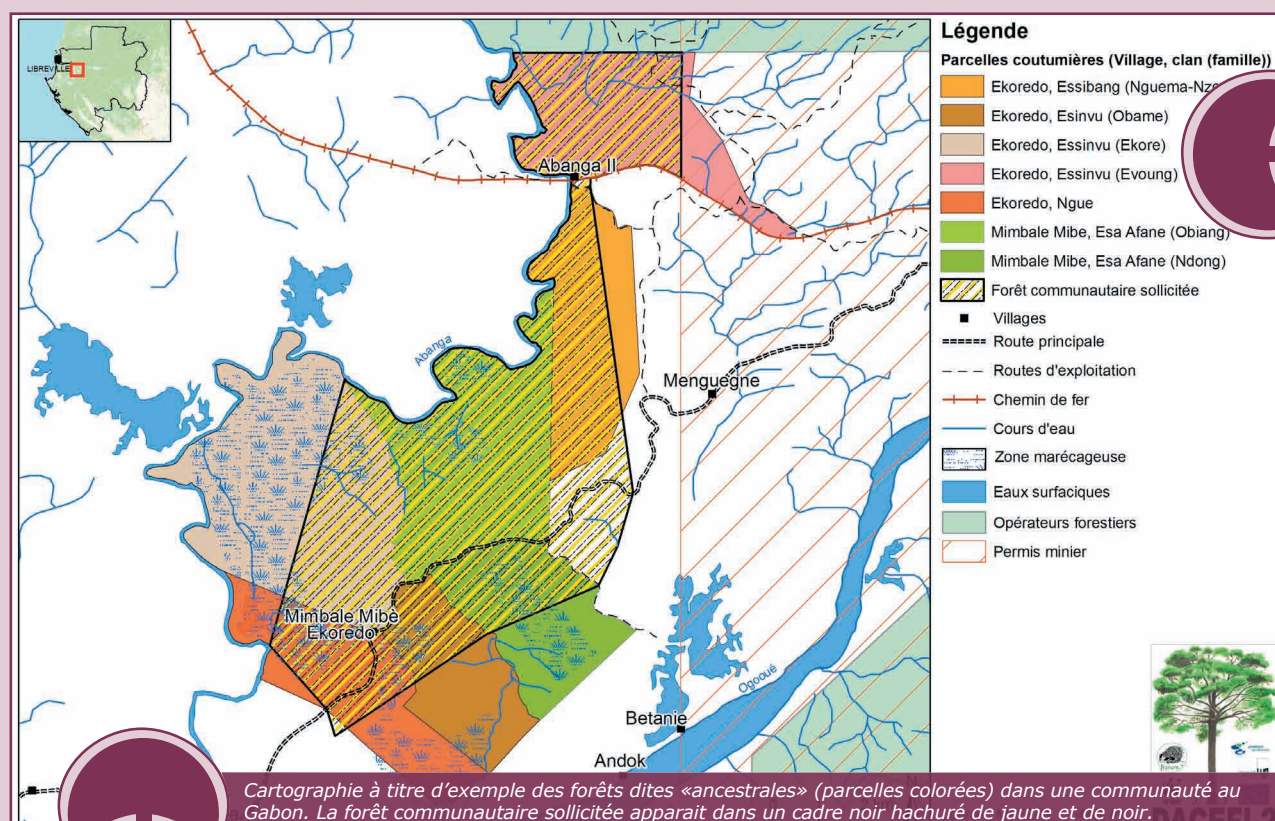 LIBREVILLE
Abanga II
Abanga
Menguegne
Mimbale Mibe
Ekoredo
Ogooué
Betanie
Andok
Légende
Parcelles coutumières (Village, clan (famille))
Ekoredo, Essibang
Ekoredo, Esinvu (Obame)
Ekoredo, Essinvu (Ekore)
Ekoredo, Essinvu (Evoung)
Ekoredo, Ngue
Mimbale Mibe, Esa Afane (Obiang)
Mimbale Mibe, Esa Afane (Ndong)
Forêt communautaire sollicitée
Villages
Route principale
Routes d'exploitation
Chemin de fer
Cours d'eau
Zone marécageuse
Eaux surfaciques
Opérateurs forestiers
Permis minier
Cartographie à titre d'exemple des forêts dites «ancestrales» (parcelles colorées) dans une communauté au
Gabon. La forêt communautaire sollicitée apparait dans un cadre noir hachuré de jaune et de noir.